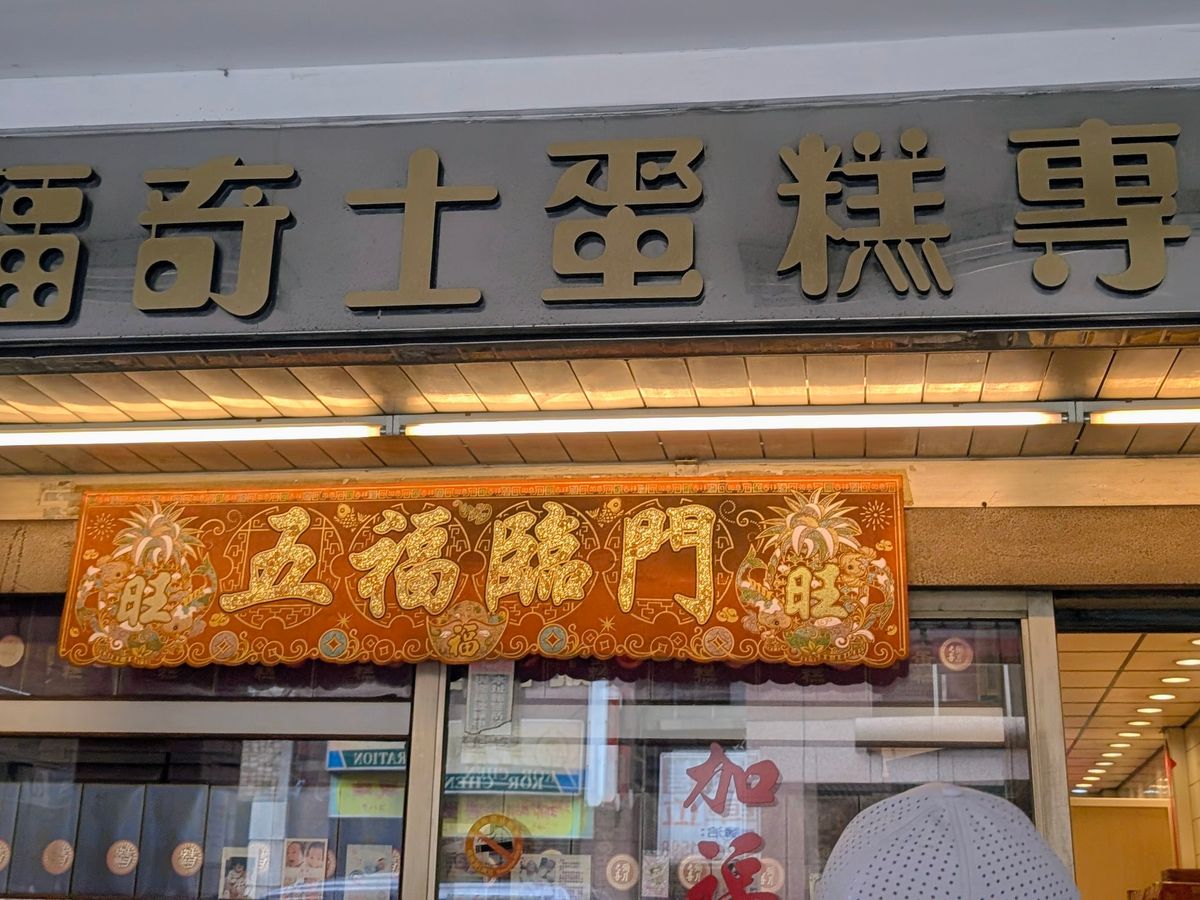 福奇士蛋糕專
旺 五福臨門 旺
福
加